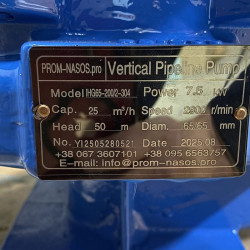 PROM-NASOS.pro Vertical Pipeline Pump
Model IHG65-200/2-304 Power 7,5 kW
Cap. 25 m³/h Speed 2900 r/min
Head 50 m Diam. 65/65 mm
No. YI2505280521 Date 2025.08
+38 067 3607101 +38 095 6563757
E-mail: info@prom-nasos.pro